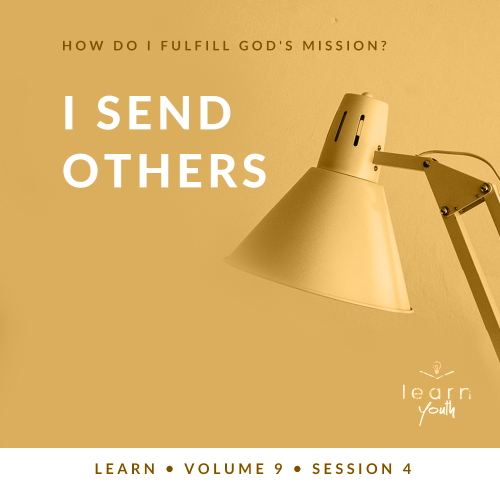 HOW DO I FULFILL GOD'S MISSION?
I SEND
OTHERS
learn
youth
LEARN • VOLUME 9 • SESSION 4